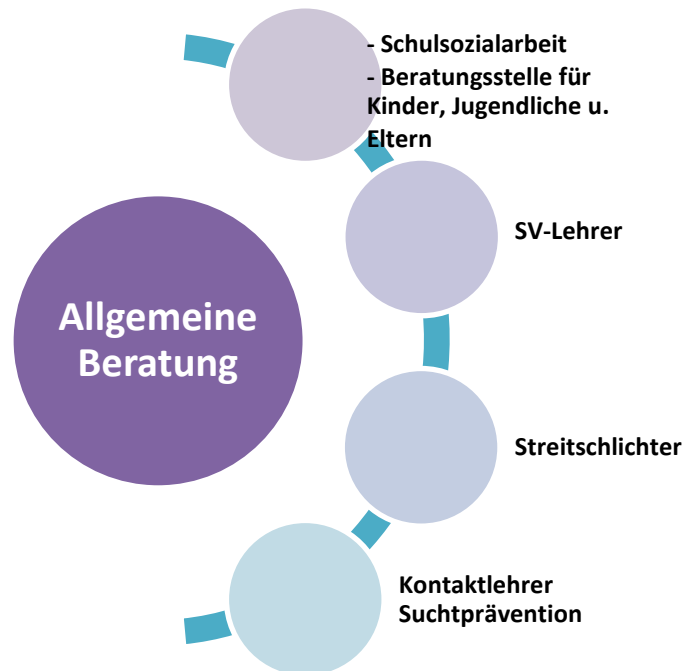 - Schulsozialarbeit
- Beratungsstelle für
Kinder, Jugendliche u.
Eltern
SV-Lehrer
Allgemeine
Beratung
Streitschlichter
Kontaktlehrer
Suchtprävention